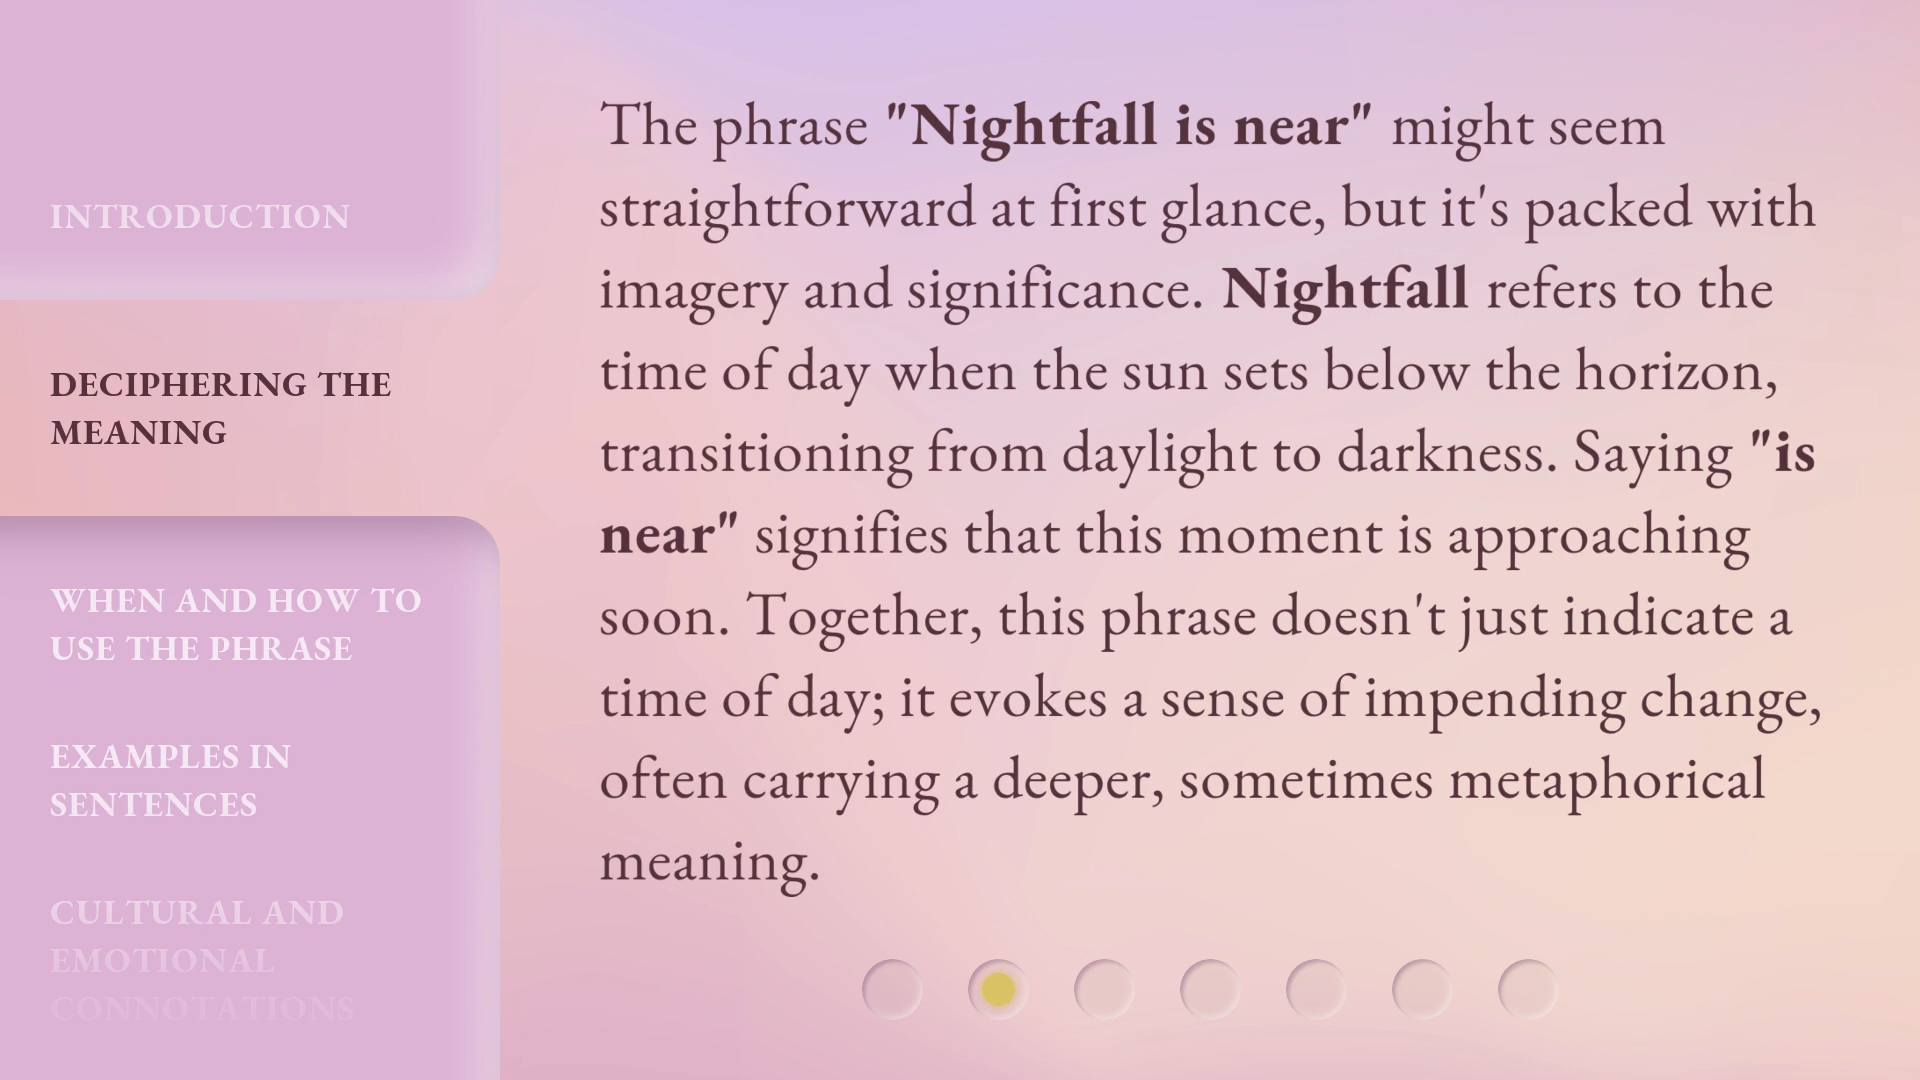 INTRODUCTION
DECIPHERING THE
MEANING
WHEN AND HOW TO
USE THE PHRASE
EXAMPLES IN
SENTENCES
CULTURAL AND
EMOTIONAL
CONNOTATIONS
The phrase "Nightfall is near" might seem
straightforward at first glance, but it's packed with
imagery and significance. Nightfall refers to the
time of day when the sun sets below the horizon,
transitioning from daylight to darkness. Saying "is
near" signifies that this moment is approaching
soon. Together, this phrase doesn't just indicate a
time of day; it evokes a sense of impending change,
often carrying a deeper, sometimes metaphorical
meaning.